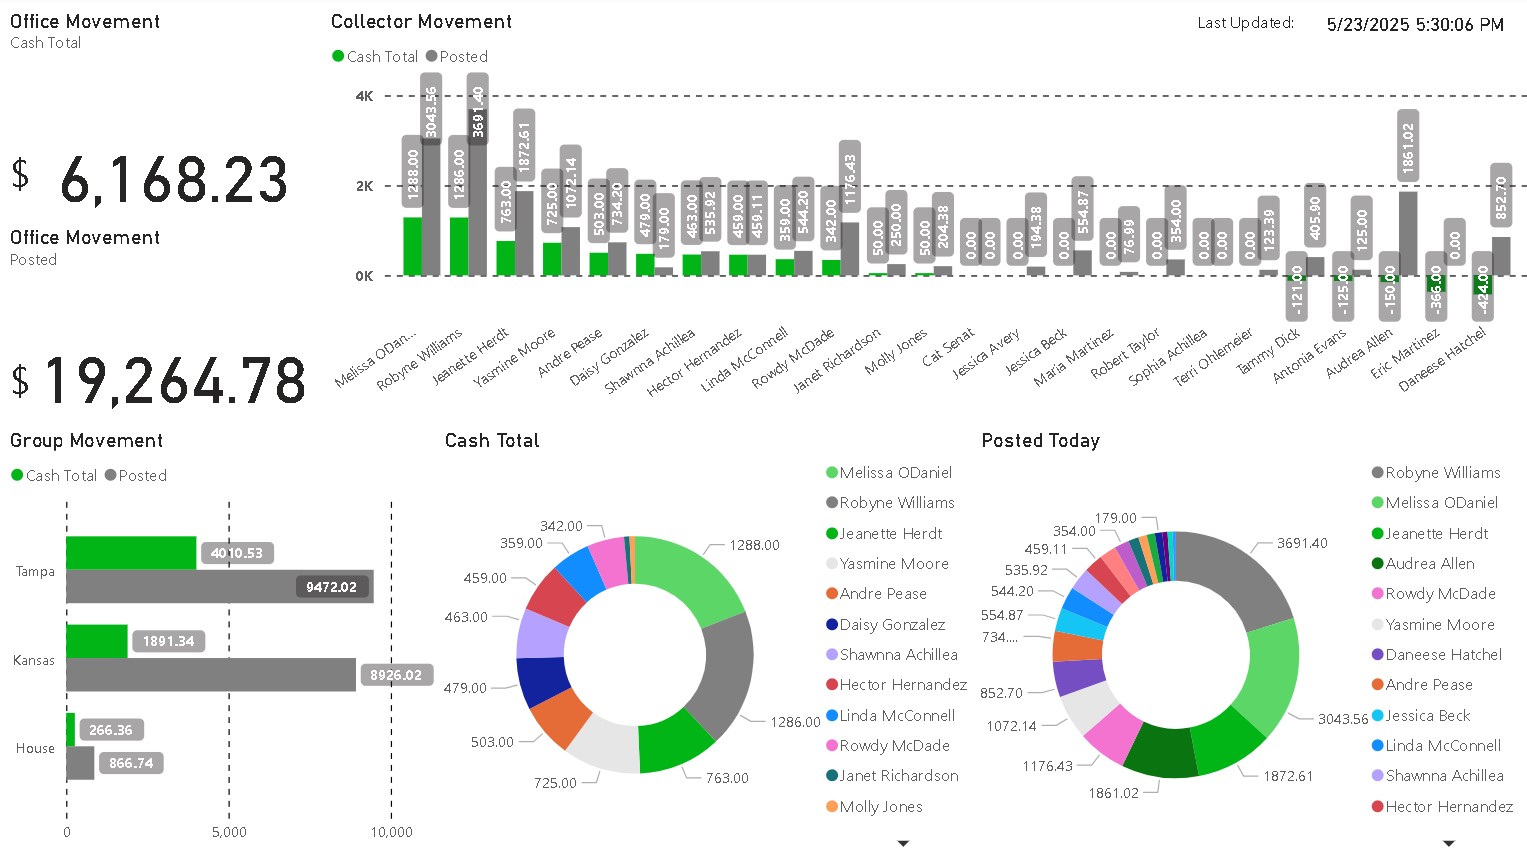 Office Movement
Cash Total
$ 6,168.23
Office Movement
Posted
$ 19,264.78
Collector Movement
Last Updated: 5/23/2025 5:30:06 PM
Cash Total Posted
4K
2K
0K
1288.00 3043.56
1286.00 3691.40
763.00 1872.61
725.00 1072.14
503.00 734.20
479.00 179.00
463.00 535.92
459.00 459.11
359.00 544.20
342.00 1176.43
50.00 250.00
50.00 204.38
0.00 0.00
0.00 194.38
0.00 554.87
0.00 76.99
0.00 354.00
0.00 0.00
0.00 123.39
-121.00 405.90
-125.00 125.00
-150.00 1861.02
-366.00 0.00
-424.00 852.70
Melissa ODan...
Robyne Williams
Jeanette Herdt
Yasmine Moore
Andre Pease
Daisy Gonzalez
Shawnna Achillea
Hector Hernandez
Linda McConnell
Rowdy McDade
Janet Richardson
Molly Jones
Cat Senat
Jessica Avery
Jessica Beck
Maria Martinez
Robert Taylor
Sophia Achillea
Terri Ohlemeier
Tammy Dick
Antonia Evans
Audrea Allen
Eric Martinez
Daneese Hatchel
Group Movement
Cash Total Posted
Tampa
4010.53
9472.02
Kansas
1891.34
8926.02
House
266.36
866.74
0 5,000 10,000
Cash Total
342.00
359.00
459.00
463.00
479.00
503.00
725.00
763.00
1286.00
1288.00
Melissa ODaniel
Robyne Williams
Jeanette Herdt
Yasmine Moore
Andre Pease
Daisy Gonzalez
Shawnna Achillea
Hector Hernandez
Linda McConnell
Rowdy McDade
Janet Richardson
Molly Jones
Posted Today
179.00
354.00
459.11
535.92
544.20
554.87
734....
852.70
1072.14
1176.43
1861.02
1872.61
3043.56
3691.40
Robyne Williams
Melissa ODaniel
Jeanette Herdt
Audrea Allen
Rowdy McDade
Yasmine Moore
Daneese Hatchel
Andre Pease
Jessica Beck
Linda McConnell
Shawnna Achillea
Hector Hernandez